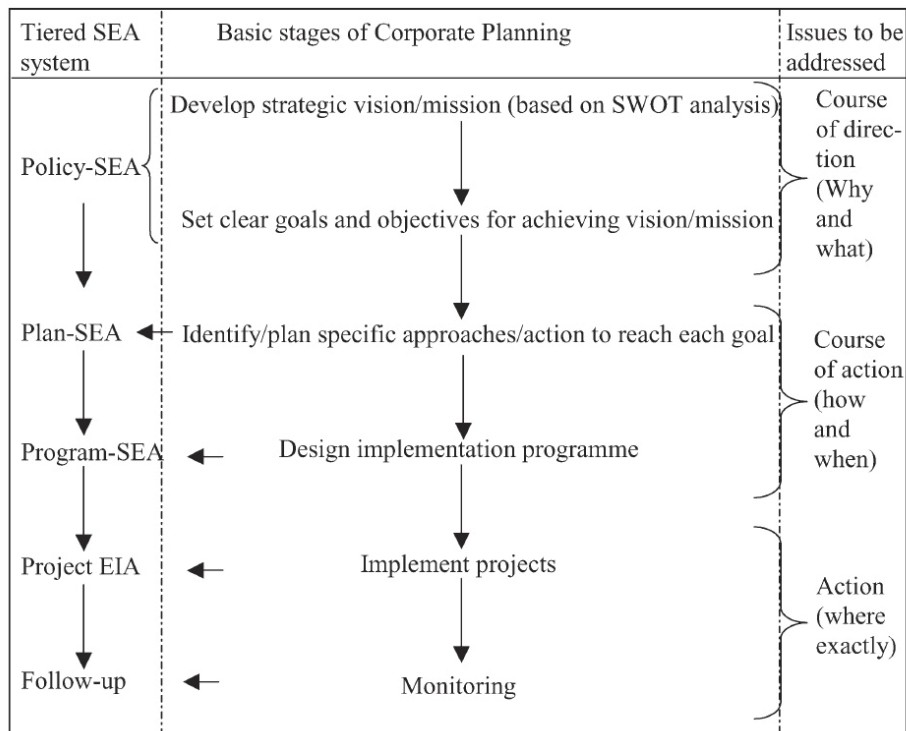 Tiered SEA
system
Basic stages of Corporate Planning
Issues to be
addressed
Policy-SEA
Plan-SEA
Program-SEA
Project EIA
Follow-up
Develop strategic vision/mission (based on SWOT analysis)
Set clear goals and objectives for achieving vision/mission
Identify/plan specific approaches/action to reach each goal
Design implementation programme
Implement projects
Monitoring
Course
of direc-
tion
(Why
and
what)
Course
of action
(how
and
when)
Action
(where
exactly)